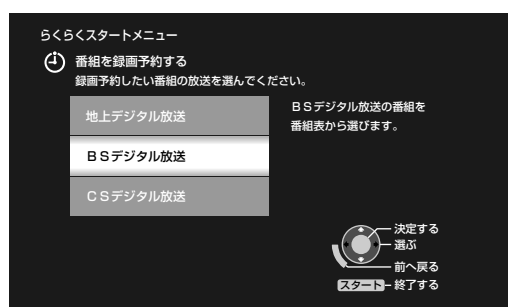 らくらくスタートメニュー
番組を録画予約する
録画予約したい番組の放送を選んでください。
地上デジタル放送
BSデジタル放送
CSデジタル放送
BSデジタル放送の番組を
番組表から選びます。
決定する
選ぶ
前へ戻る
スタート 終了する